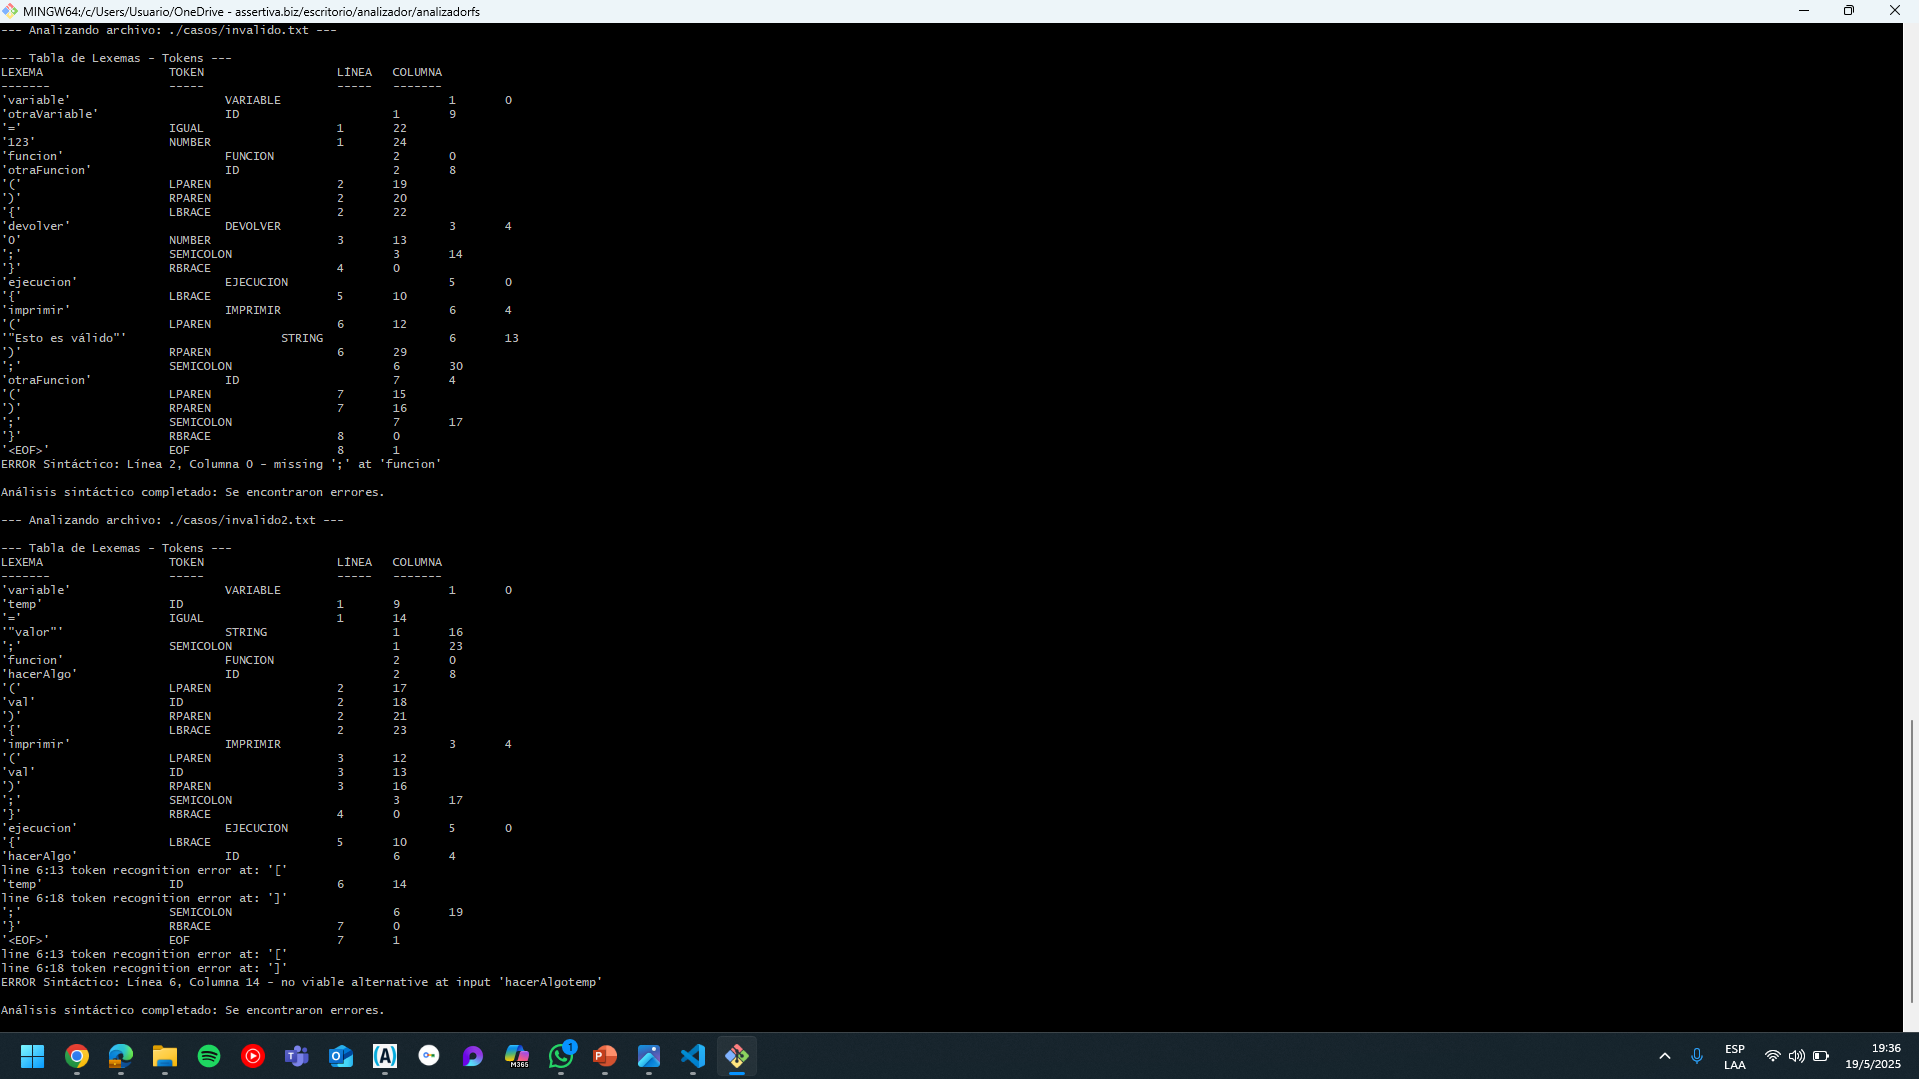 MINGW64:/c/Users/Usuario/OneDrive - assertiva.biz/escritorio/analizador/analizadorfs
--- Analizando archivo: ./casos/invalido.txt ---
--- Tabla de Lexemas - Tokens ---
LEXEMA TOKEN LÍNEA COLUMNA
------- ----- ----- -------
'variable' VARIABLE 1 0
'otraVariable' ID 1 9
'=' IGUAL 1 22
'123' NUMBER 1 24
'funcion' FUNCION 2 0
'otraFuncion' ID 2 8
'(' LPAREN 2 19
')' RPAREN 2 20
'{' LBRACE 2 22
'devolver' DEVOLVER 3 4
'0' NUMBER 3 13
';' SEMICOLON 3 14
'}' RBRACE 4 0
'ejecucion' EJECUCION 5 0
'{' LBRACE 5 10
'imprimir' IMPRIMIR 6 4
'(' LPAREN 6 12
'"Esto es válido"' STRING 6 13
')' RPAREN 6 29
';' SEMICOLON 6 30
'otraFuncion' ID 7 4
'(' LPAREN 7 15
')' RPAREN 7 16
';' SEMICOLON 7 17
'}' RBRACE 8 0
'<EOF>' EOF 8 1
ERROR Sintáctico: Línea 2, Columna 0 - missing ';' at 'funcion'
Análisis sintáctico completado: Se encontraron errores.
--- Analizando archivo: ./casos/invalido2.txt ---
--- Tabla de Lexemas - Tokens ---
LEXEMA TOKEN LÍNEA COLUMNA
------- ----- ----- -------
'variable' VARIABLE 1 0
'temp' ID 1 9
'=' IGUAL 1 14
'"valor"' STRING 1 16
';' SEMICOLON 1 23
'funcion' FUNCION 2 0
'hacerAlgo' ID 2 8
'(' LPAREN 2 17
'val' ID 2 18
')' RPAREN 2 21
'{' LBRACE 2 23
'imprimir' IMPRIMIR 3 4
'(' LPAREN 3 12
'val' ID 3 13
')' RPAREN 3 16
';' SEMICOLON 3 17
'}' RBRACE 4 0
'ejecucion' EJECUCION 5 0
'{' LBRACE 5 10
'hacerAlgo' ID 6 4
line 6:13 token recognition error at: '['
'temp' ID 6 14
line 6:18 token recognition error at: ']'
';' SEMICOLON 6 19
'}' RBRACE 7 0
'<EOF>' EOF 7 1
line 6:13 token recognition error at: '['
line 6:18 token recognition error at: ']'
ERROR Sintáctico: Línea 6, Columna 14 - no viable alternative at input 'hacerAlgotemp'
Análisis sintáctico completado: Se encontraron errores.
M365
1
ESP
LAA
19:36
19/5/2025